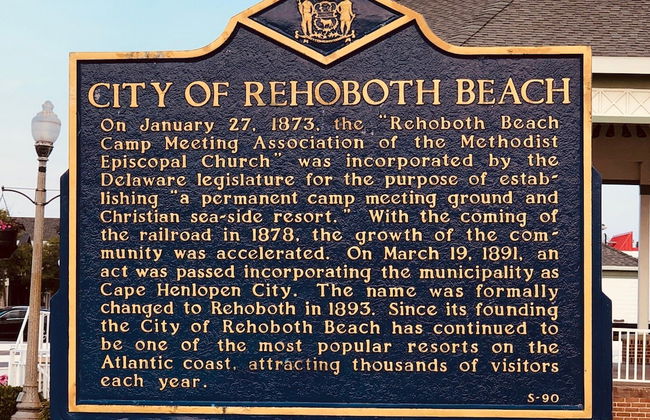 CITY OF REHOBOTH BEACH
On January 27, 1873, the "Rehoboth Beach
Camp Meeting Association of the Methodist
Episcopal Church" was incorporated by the
Delaware legislature for the purpose of estab-
lishing "a permanent camp meeting ground and
Christian sea-side resort." With the coming of
the railroad in 1878, the growth of the com-
munity was accelerated. On March 19, 1891, an
act was passed incorporating the municipality as
Cape Henlopen City. The name was formally
changed to Rehoboth in 1893. Since its founding
the City of Rehoboth Beach has continued to
be one of the most popular resorts on the
Atlantic coast, attracting thousands of visitors
each year.
S-90